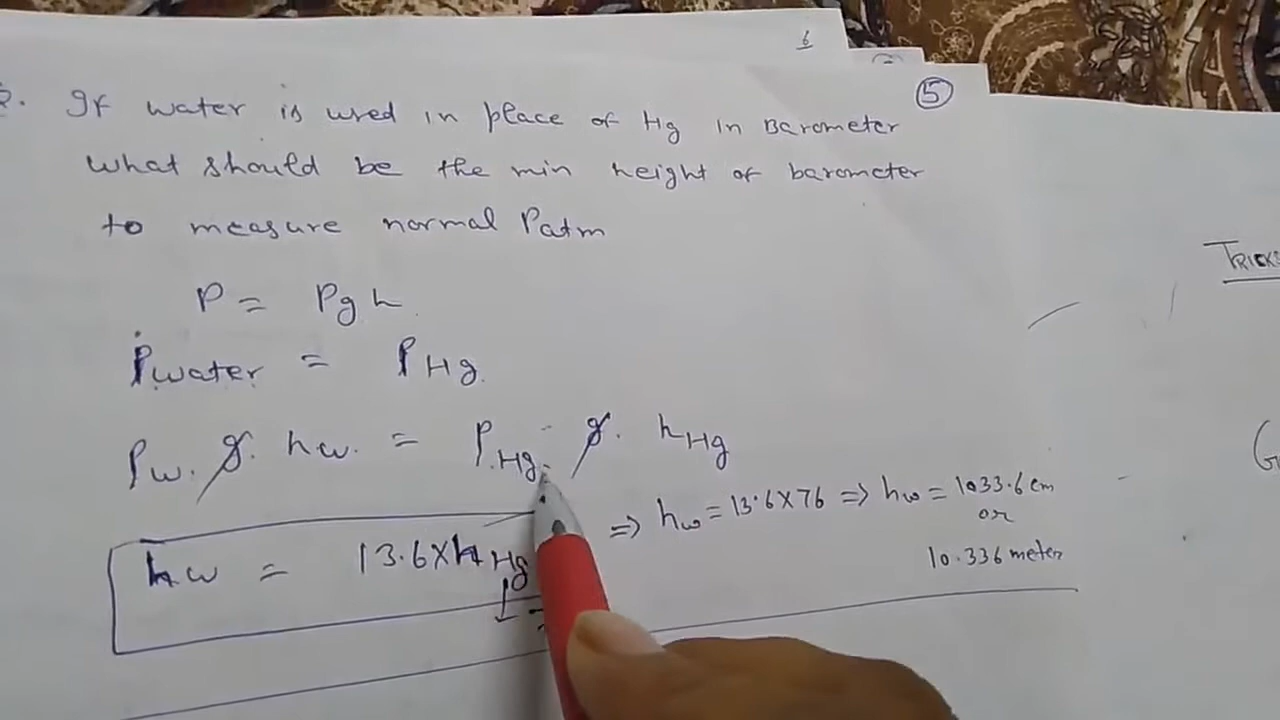 6
5
If water is used in place of Hg in Barometer
what should be the min height of barometer
to measure normal Patm
P = ρgh
Pwater = PHg
ρw. g. hw. = ρHg. g. hHg
hw = 13.6×hHg
⇒ hw = 13.6×76 ⇒ hw = 1033.6 cm
or
10.336 meter